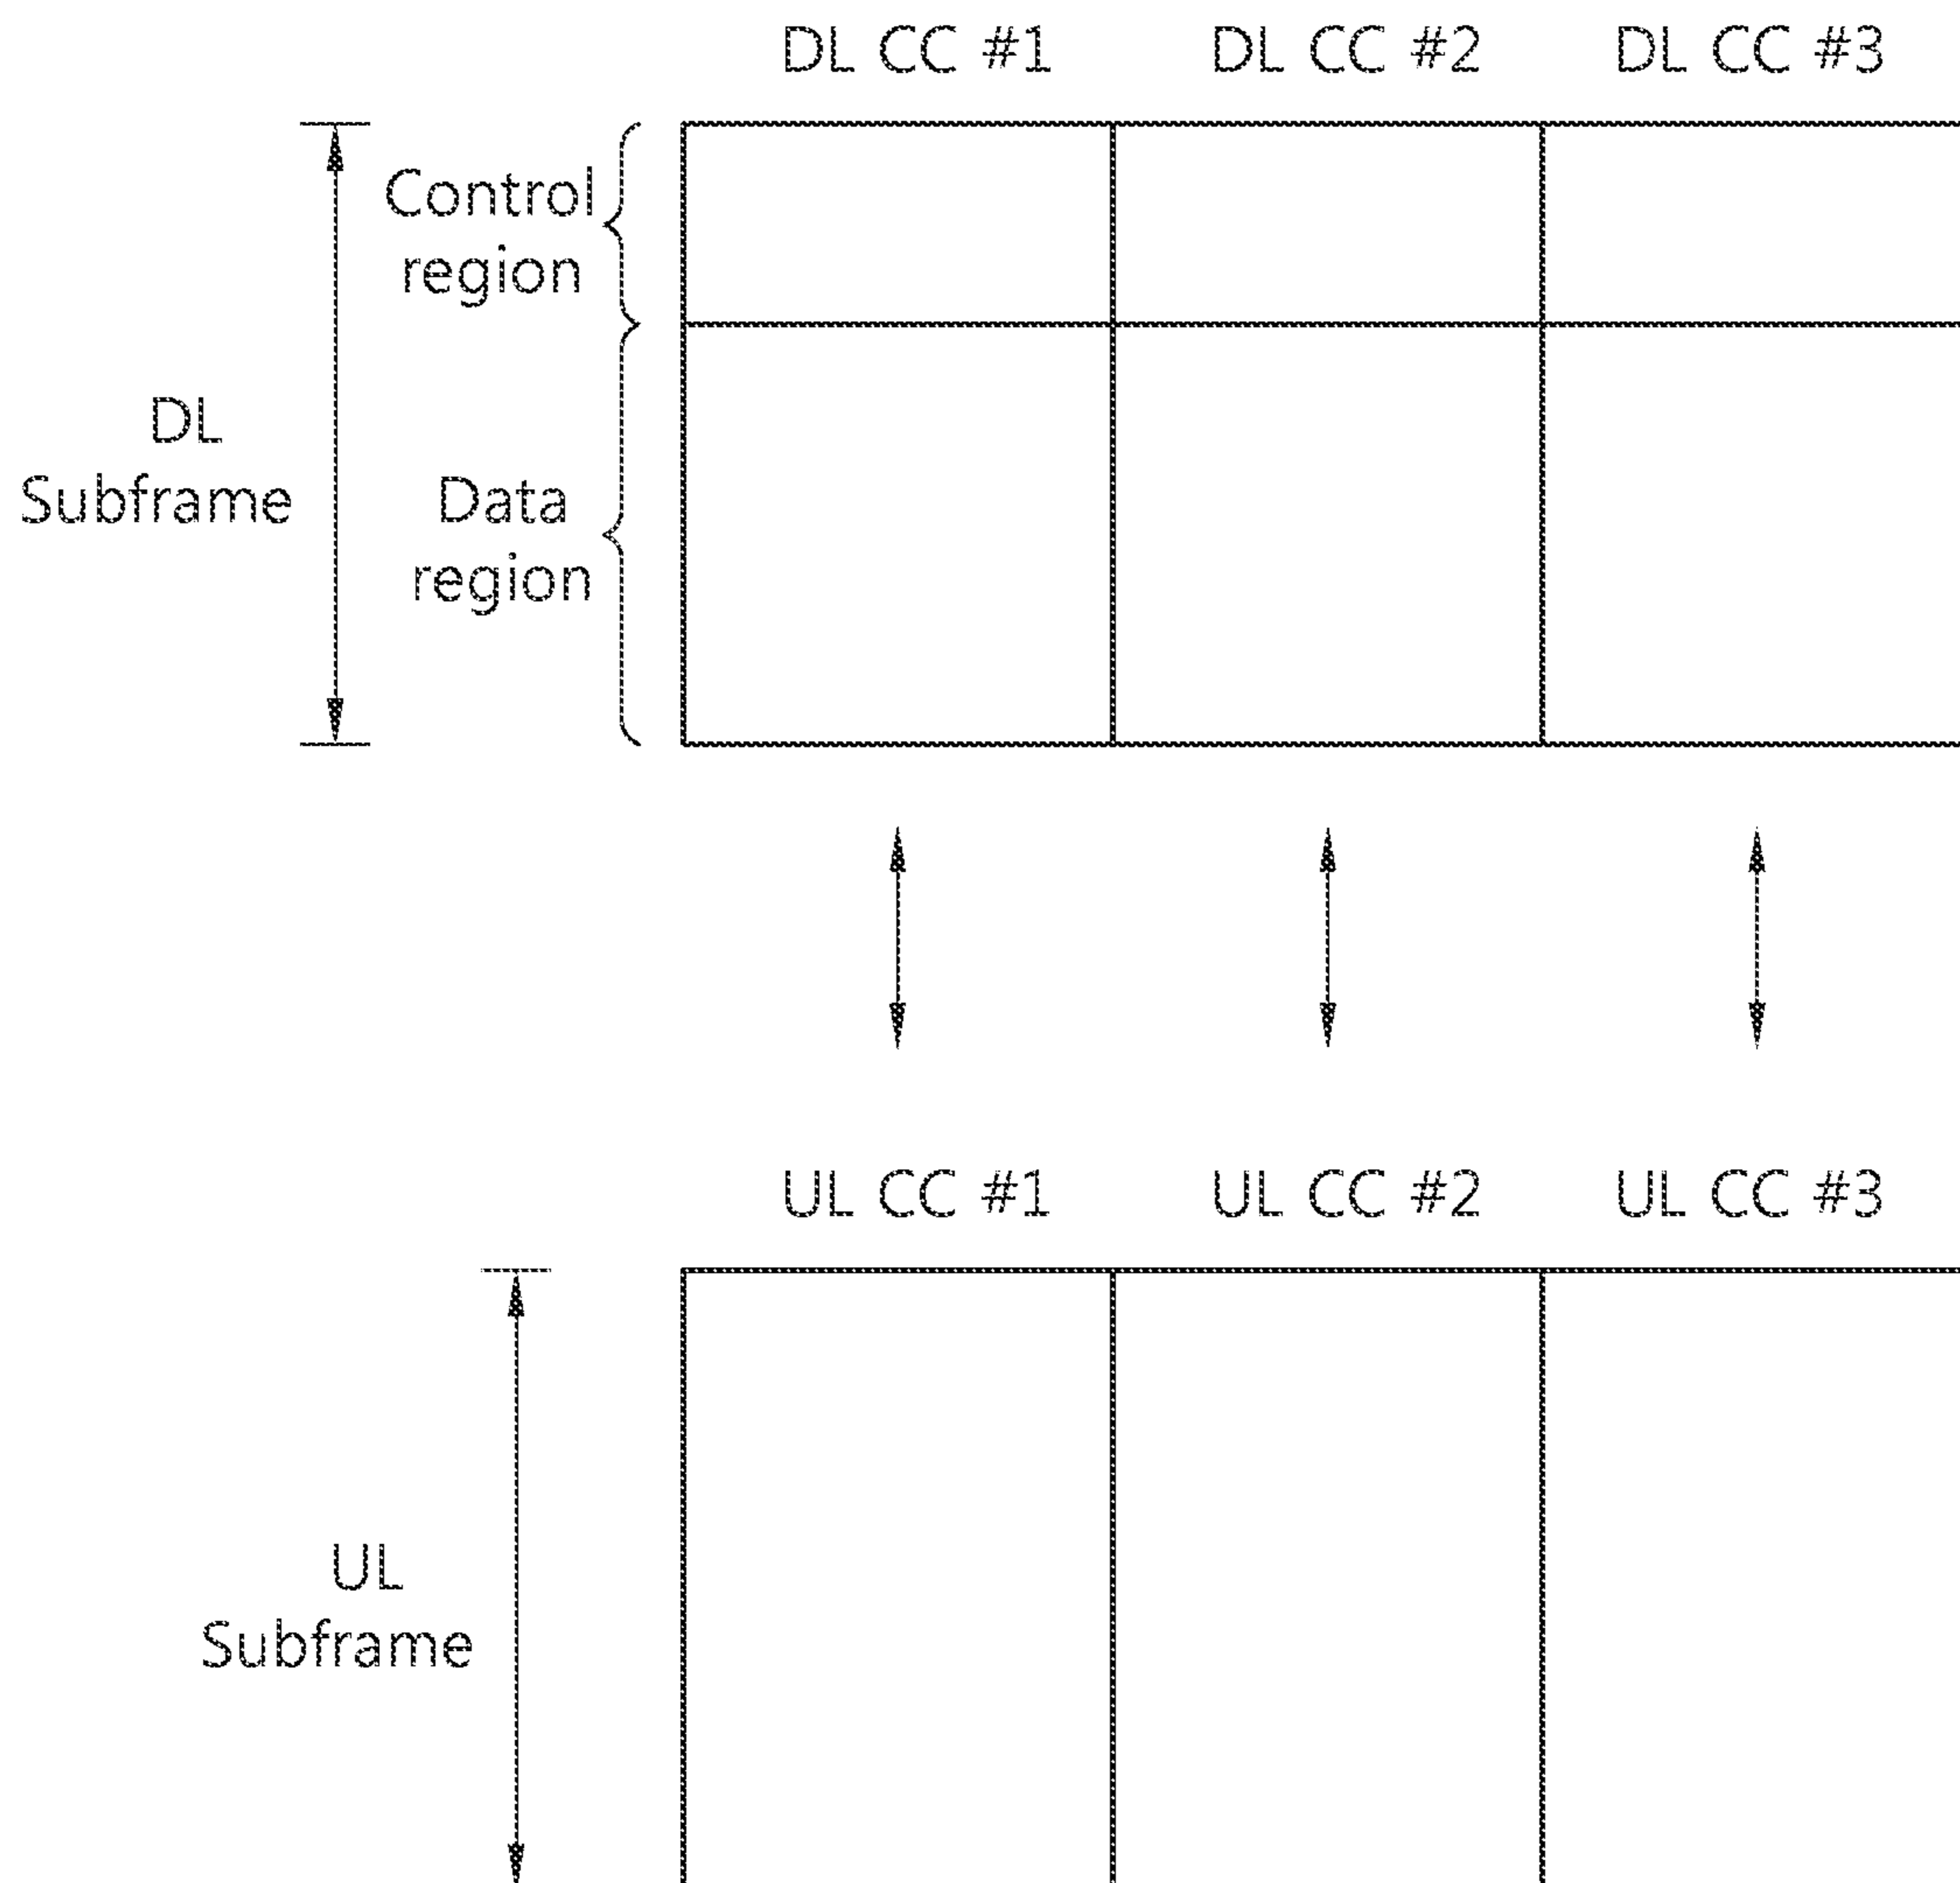 DL CC #1
DL CC #2
DL CC #3
Control
region
DL
Subframe
Data
region
UL CC #1
UL CC #2
UL CC #3
UL
Subframe